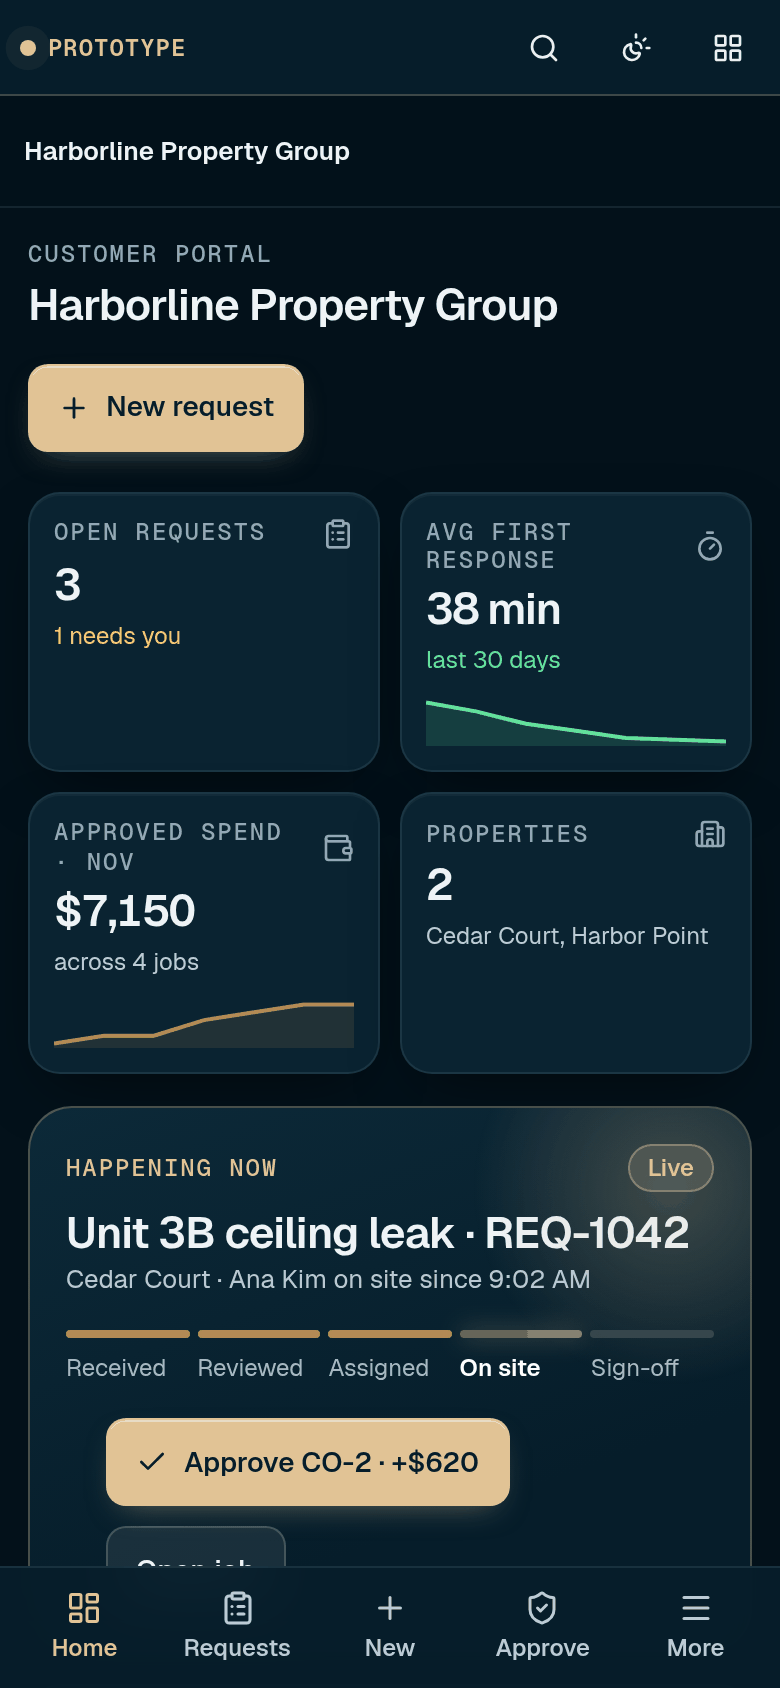 PROTOTYPE
Harborline Property Group
CUSTOMER PORTAL
Harborline Property Group
New request
OPEN REQUESTS
3
1 needs you
AVG FIRST
RESPONSE
38 min
last 30 days
APPROVED SPEND
· NOV
$7,150
across 4 jobs
PROPERTIES
2
Cedar Court, Harbor Point
HAPPENING NOW
Live
Unit 3B ceiling leak · REQ-1042
Cedar Court · Ana Kim on site since 9:02 AM
Received
Reviewed
Assigned
On site
Sign-off
Approve CO-2 · +$620
Open job
Home
Requests
New
Approve
More